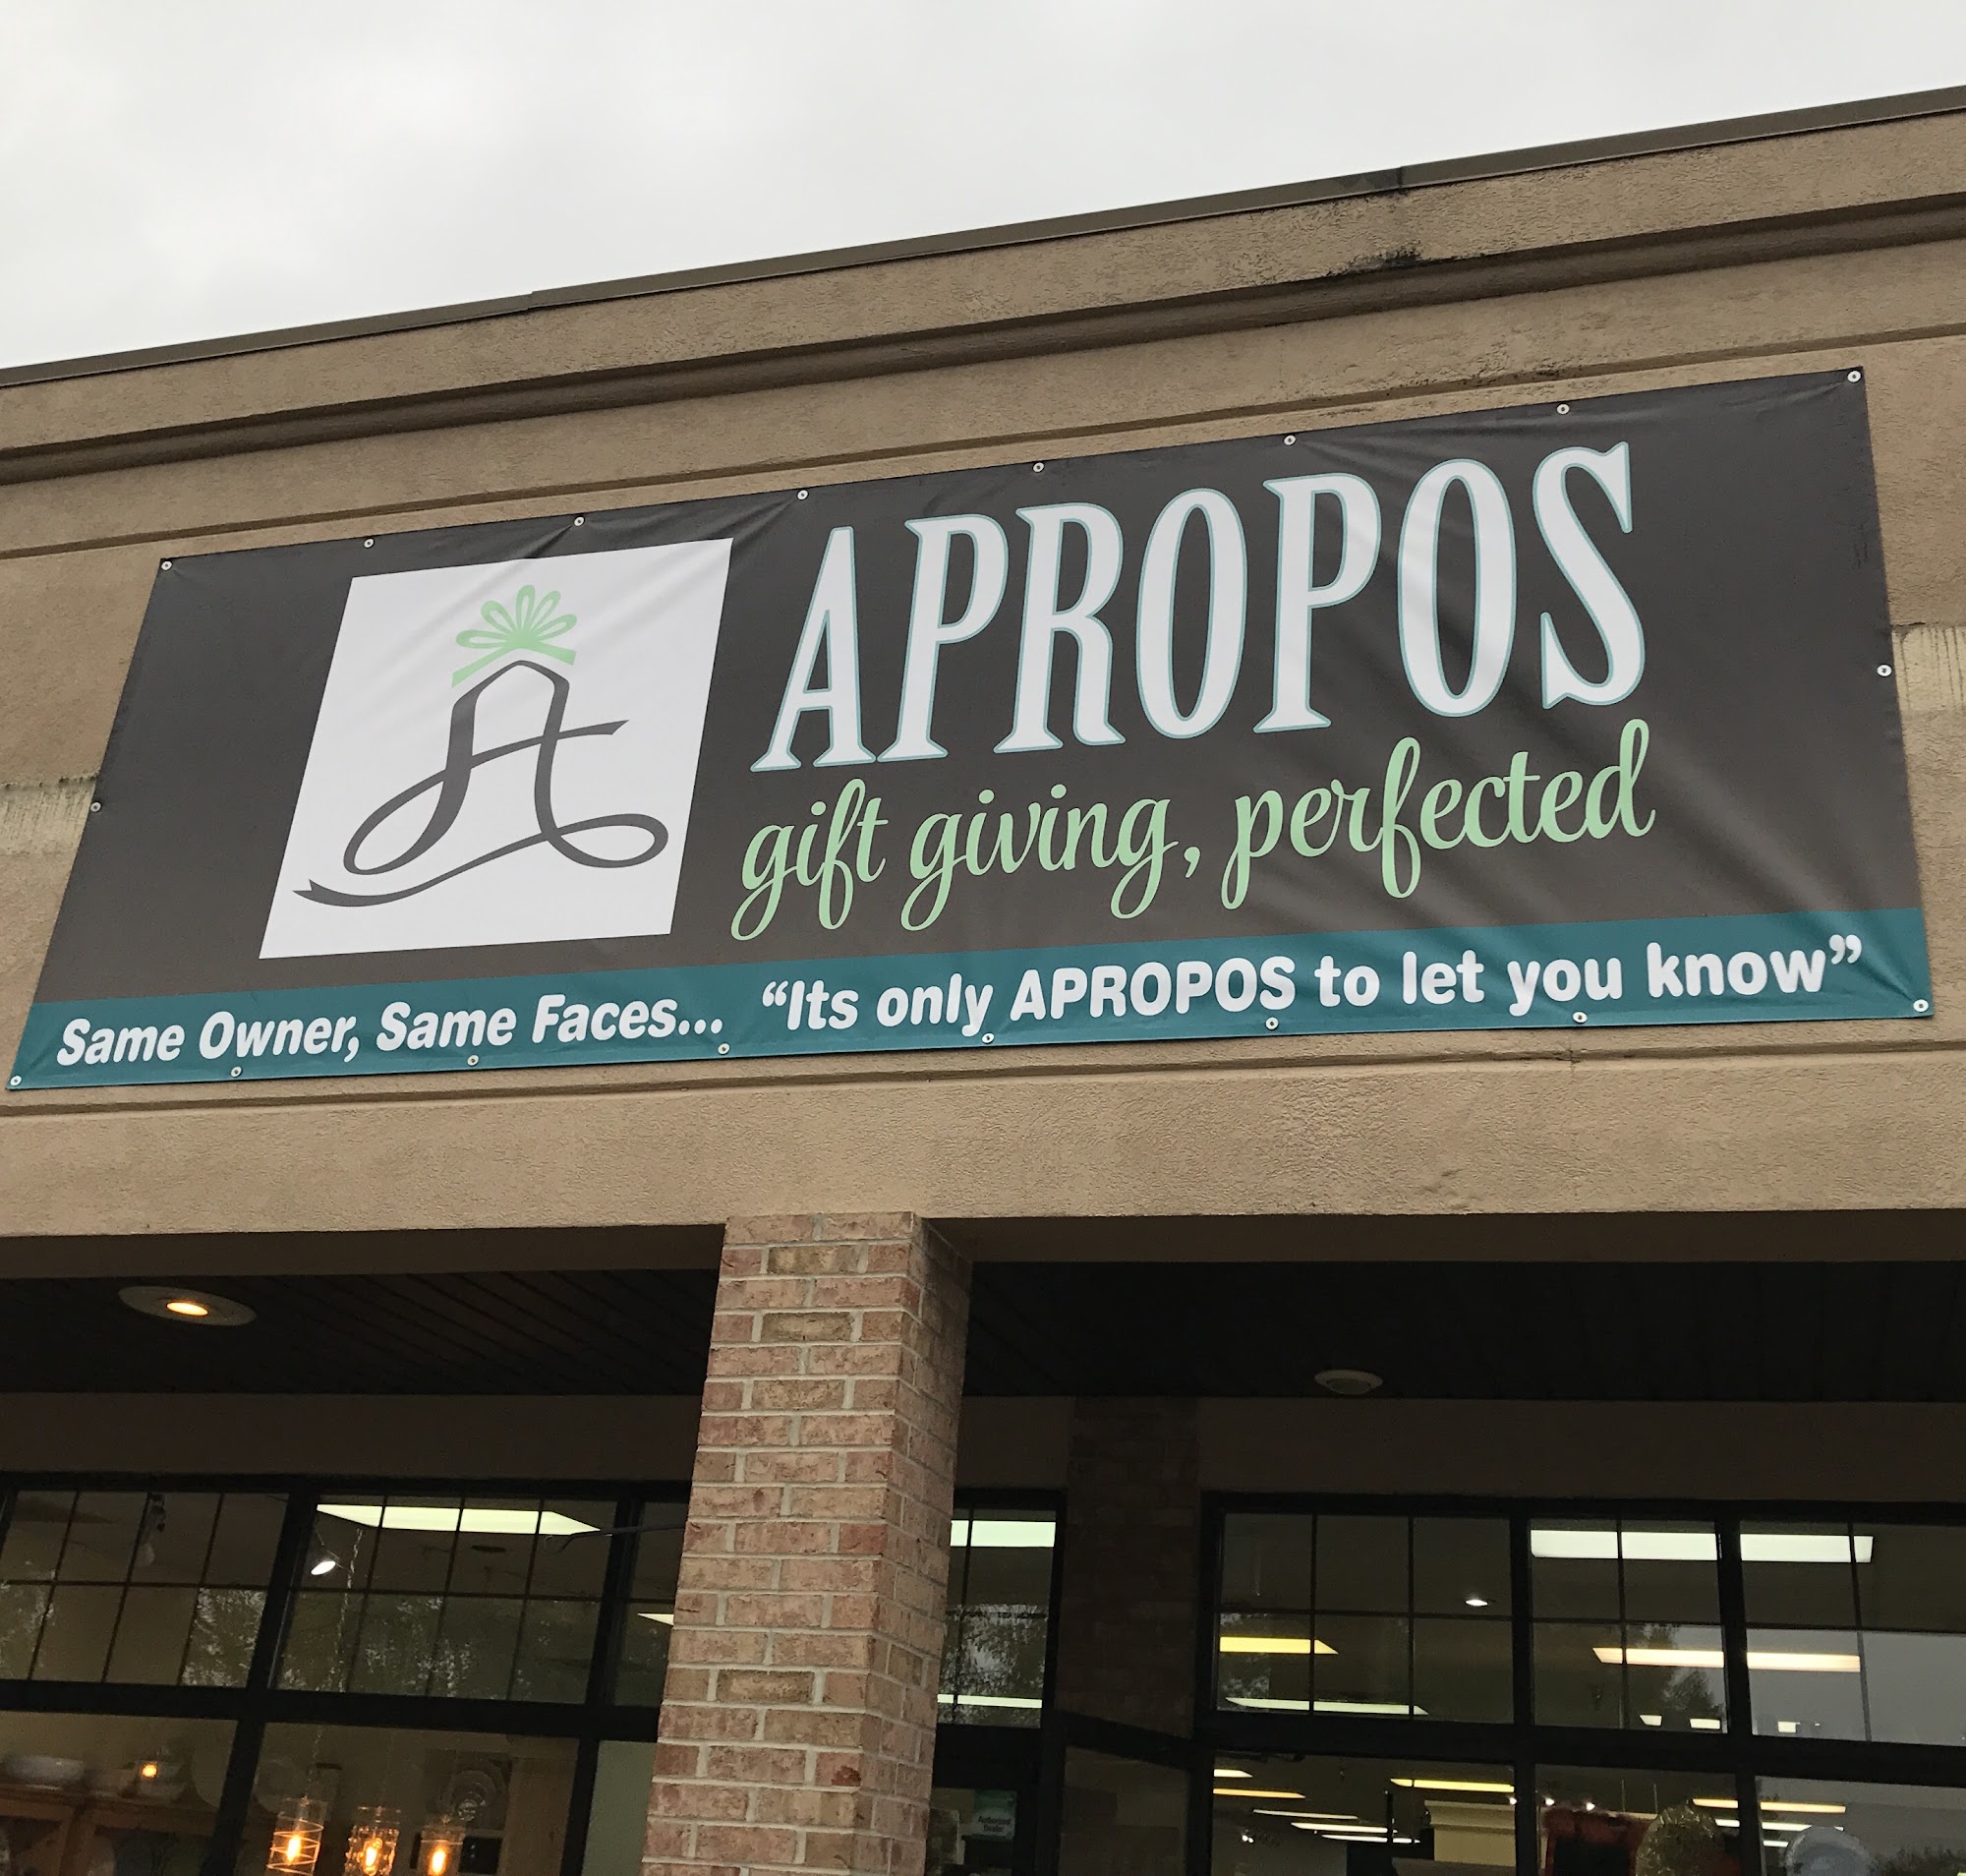 APROPOS
gift giving, perfected
Same Owner, Same Faces... “Its only APROPOS to let you know”